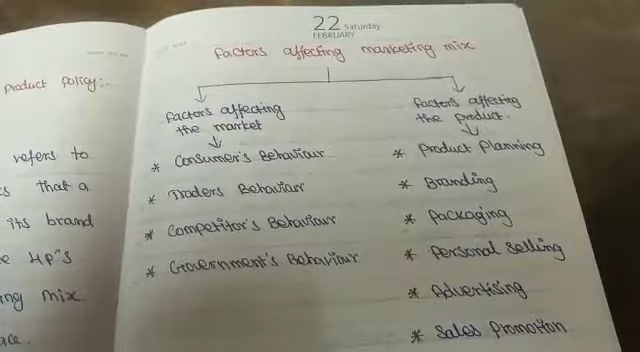 product policy:-
refers to
that a
its brand
4p's
mix.
22 Saturday
FEBRUARY
Factors affecting marketing mix
Factors affecting
the market
* Consumer's Behaviour
* Traders Behaviour
* Competitor's Behaviour
* Government's Behaviour
Factors affecting
the product.
* Product Planning
* Branding
* Packaging
* Personal Selling
* Advertising
* Sales Promotion